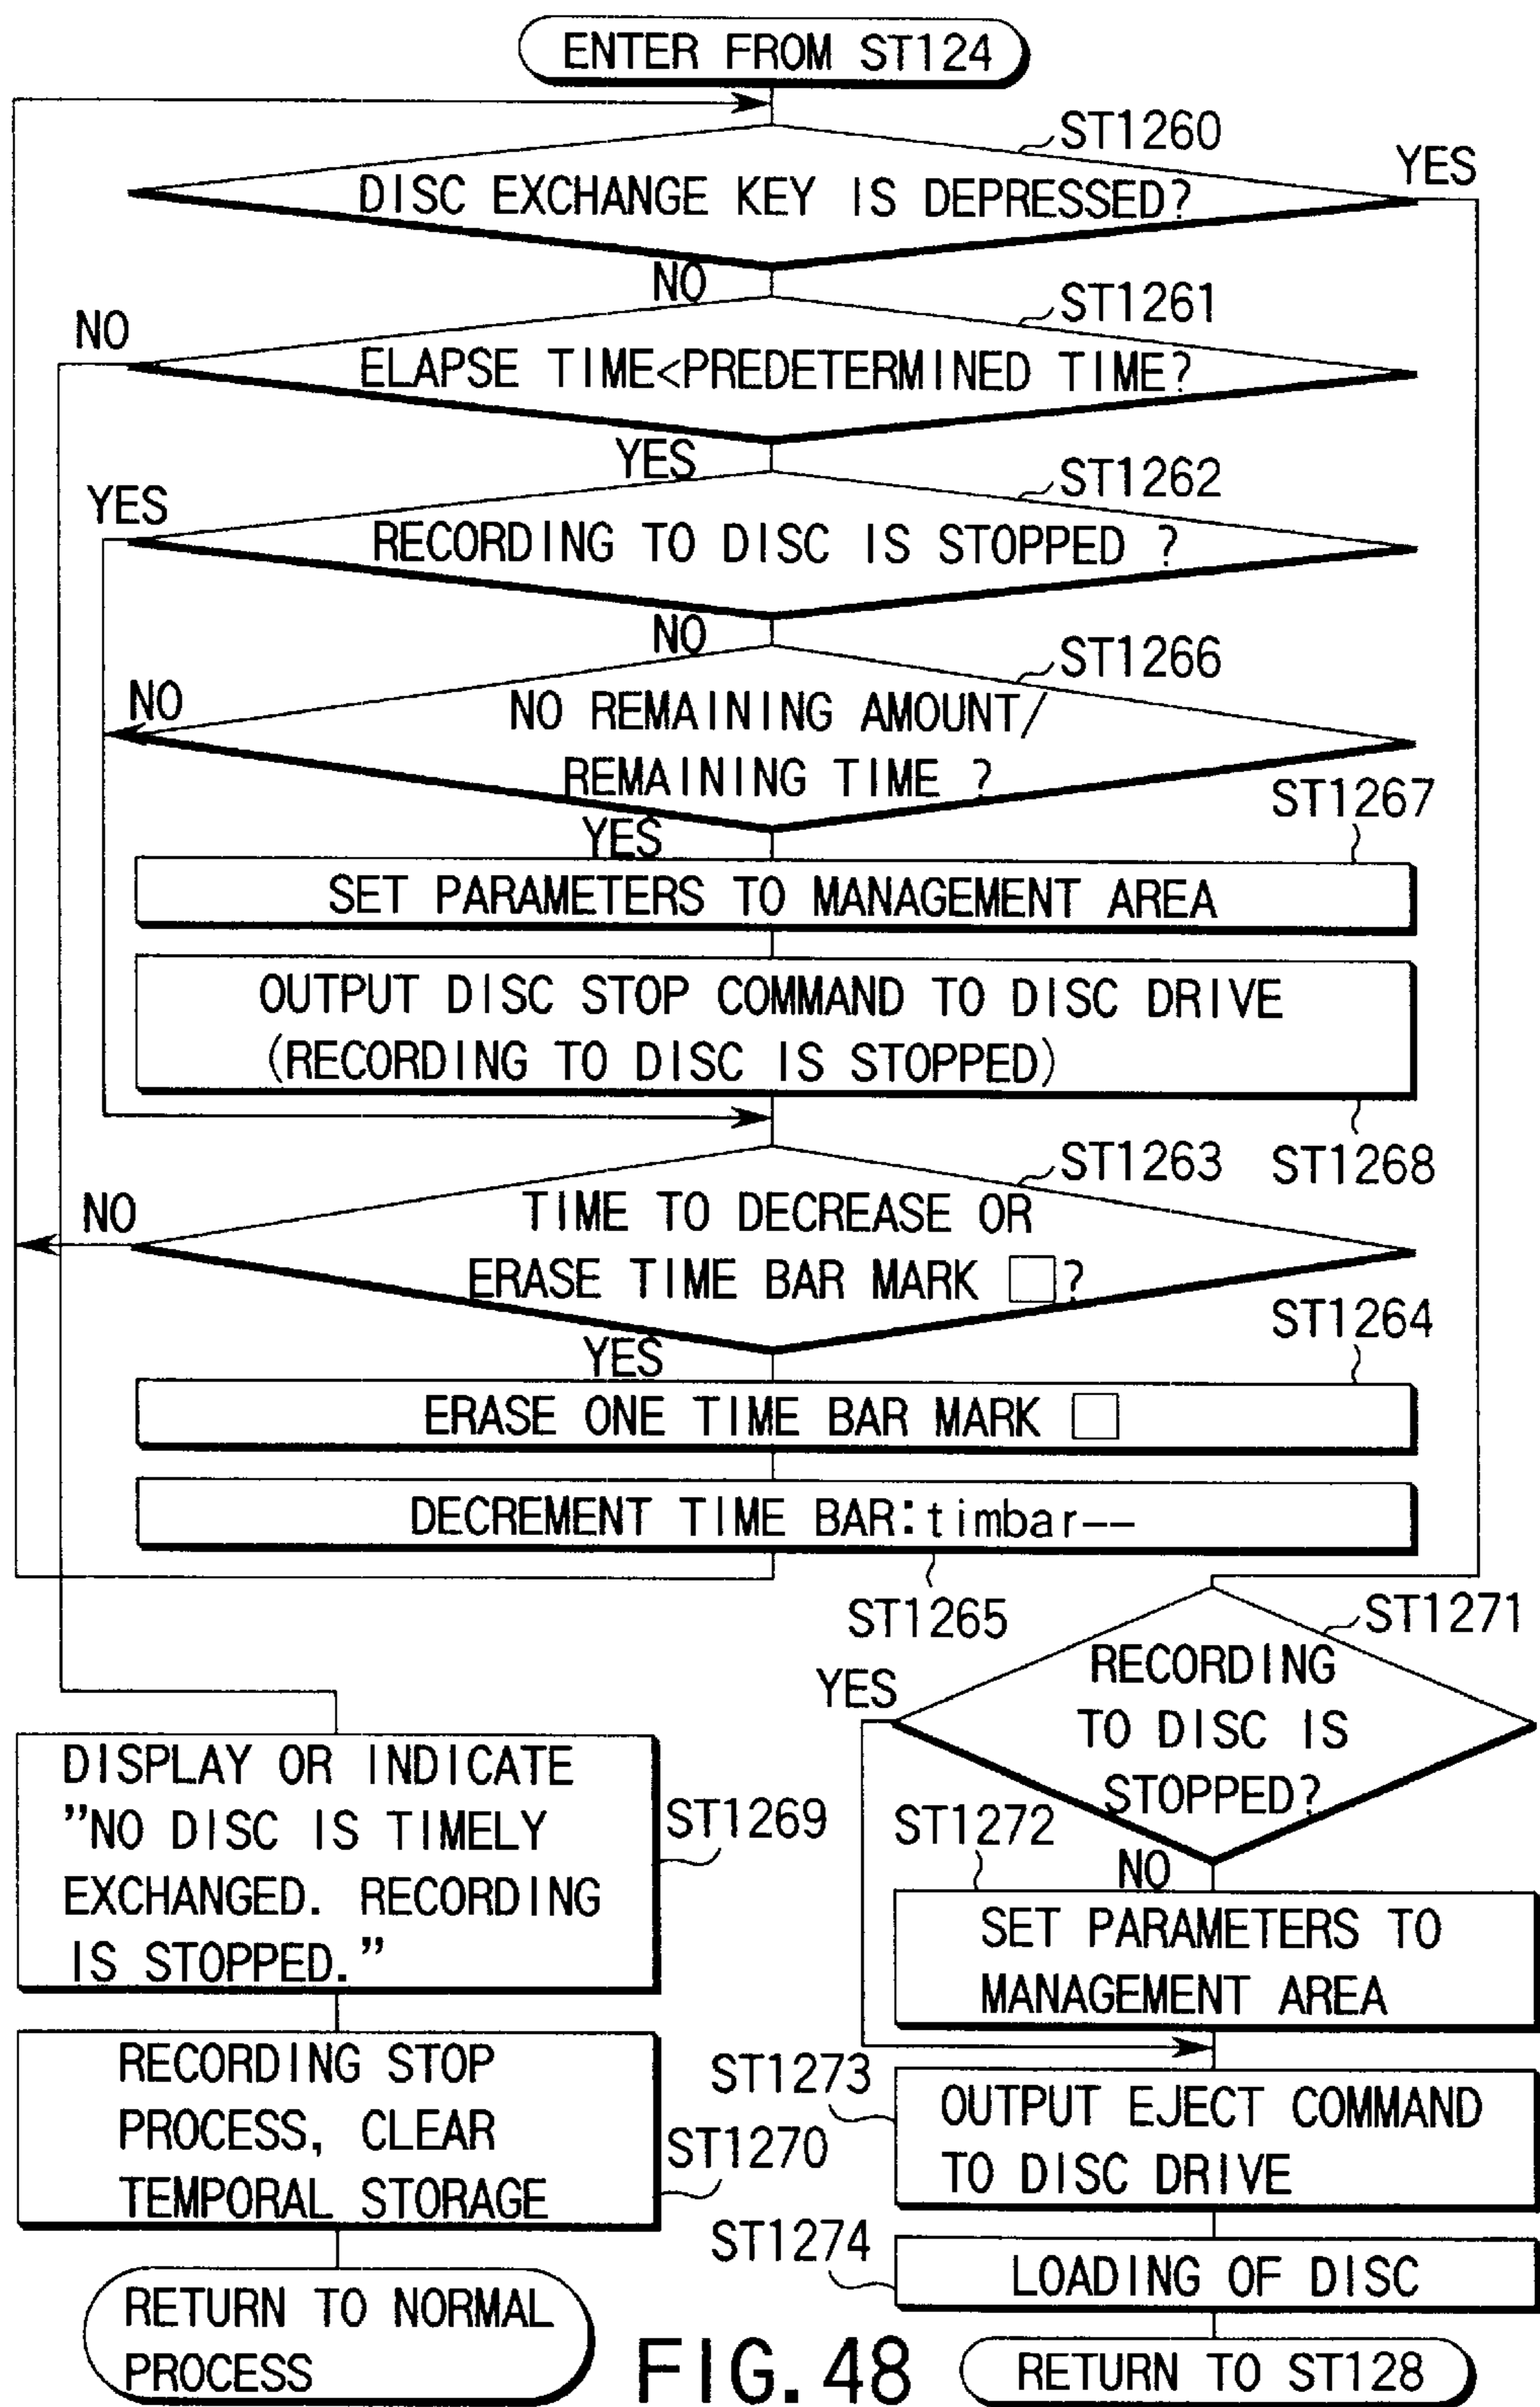 ENTER FROM ST124
ST1260
YES
DISC EXCHANGE KEY IS DEPRESSED?
NO
ST1261
NO
ELAPSE TIME<PREDETERMINED TIME?
YES
ST1262
YES
RECORDING TO DISC IS STOPPED ?
NO
ST1266
NO
NO REMAINING AMOUNT/
REMAINING TIME ?
ST1267
YES
SET PARAMETERS TO MANAGEMENT AREA
OUTPUT DISC STOP COMMAND TO DISC DRIVE
(RECORDING TO DISC IS STOPPED)
ST1263
ST1268
NO
TIME TO DECREASE OR
ERASE TIME BAR MARK □?
ST1264
YES
ERASE ONE TIME BAR MARK □
DECREMENT TIME BAR:timbar--
ST1265
ST1271
RECORDING
TO DISC IS
STOPPED?
YES
DISPLAY OR INDICATE
"NO DISC IS TIMELY
EXCHANGED. RECORDING
IS STOPPED."
ST1269
ST1272
NO
SET PARAMETERS TO
MANAGEMENT AREA
RECORDING STOP
PROCESS, CLEAR
TEMPORAL STORAGE
ST1270
ST1273
OUTPUT EJECT COMMAND
TO DISC DRIVE
ST1274
LOADING OF DISC
RETURN TO NORMAL
PROCESS
RETURN TO ST128
FIG. 48